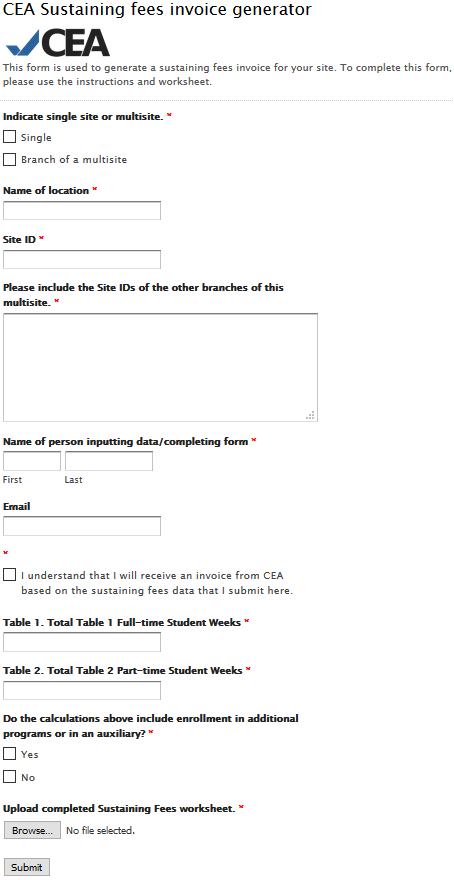 CEA Sustaining fees invoice generator
CEA
This form is used to generate a sustaining fees invoice for your site. To complete this form,
please use the instructions and worksheet.
Indicate single site or multisite. *
Single
Branch of a multisite
Name of location *
Site ID *
Please include the Site IDs of the other branches of this
multisite. *
Name of person inputting data/completing form *
First Last
Email
*
I understand that I will receive an invoice from CEA
based on the sustaining fees data that I submit here.
Table 1. Total Table 1 Full-time Student Weeks *
Table 2. Total Table 2 Part-time Student Weeks *
Do the calculations above include enrollment in additional
programs or in an auxiliary? *
Yes
No
Upload completed Sustaining Fees worksheet. *
Browse... No file selected.
Submit